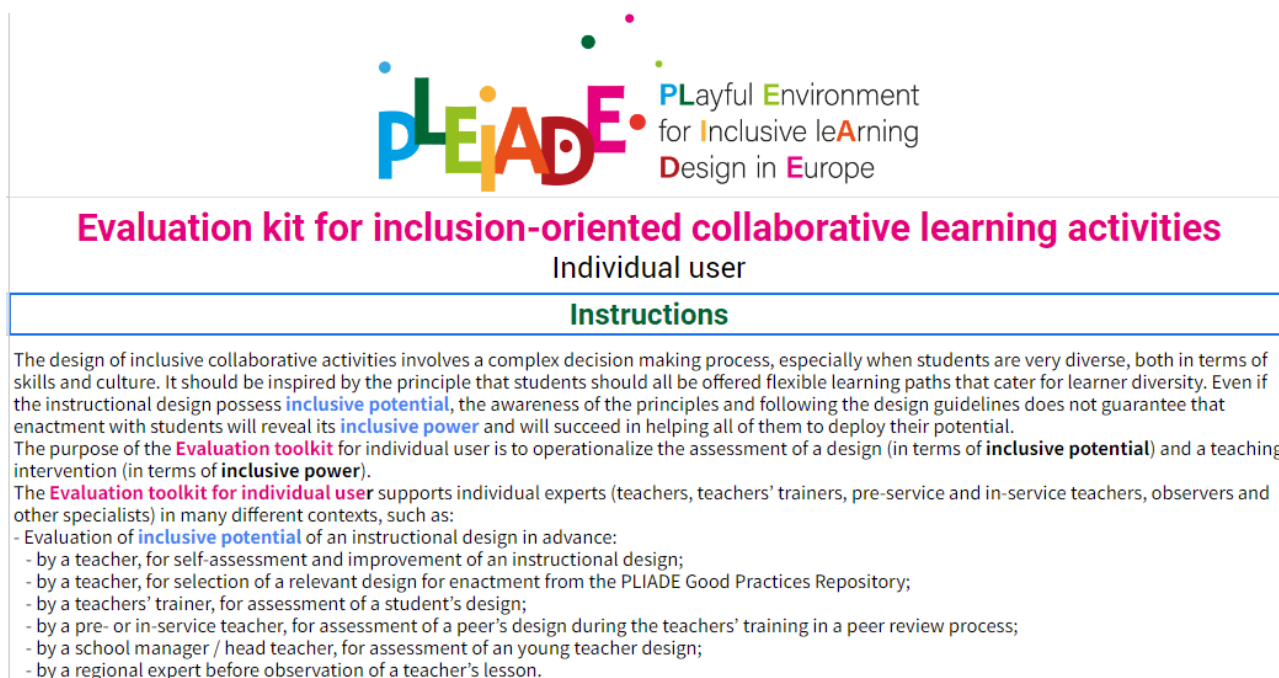 PLEIADE
PLayful Environment
for Inclusive leArning
Design in Europe
Evaluation kit for inclusion-oriented collaborative learning activities
Individual user
Instructions
The design of inclusive collaborative activities involves a complex decision making process, especially when students are very diverse, both in terms of
skills and culture. It should be inspired by the principle that students should all be offered flexible learning paths that cater for learner diversity. Even if
the instructional design possess inclusive potential, the awareness of the principles and following the design guidelines does not guarantee that
enactment with students will reveal its inclusive power and will succeed in helping all of them to deploy their potential.
The purpose of the Evaluation toolkit for individual user is to operationalize the assessment of a design (in terms of inclusive potential) and a teaching
intervention (in terms of inclusive power).
The Evaluation toolkit for individual user supports individual experts (teachers, teachers' trainers, pre-service and in-service teachers, observers and
other specialists) in many different contexts, such as:
- Evaluation of inclusive potential of an instructional design in advance:
- by a teacher, for self-assessment and improvement of an instructional design;
- by a teacher, for selection of a relevant design for enactment from the PLIADE Good Practices Repository;
- by a teachers' trainer, for assessment of a student's design;
- by a pre- or in-service teacher, for assessment of a peer's design during the teachers' training in a peer review process;
- by a school manager / head teacher, for assessment of an young teacher design;
- by a regional expert before observation of a teacher's lesson.